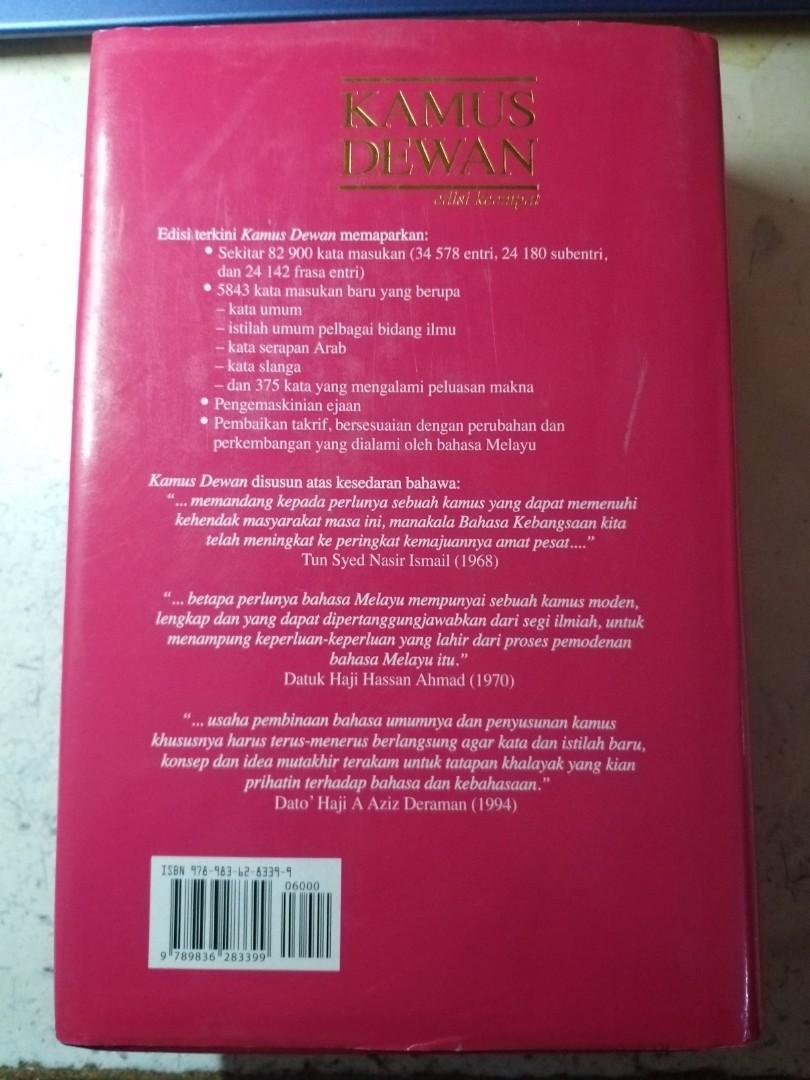 KAMUS
DEWAN
edisi keempat
Edisi terkini Kamus Dewan memaparkan:
• Sekitar 82 900 kata masukan (34 578 entri, 24 180 subentri,
dan 24 142 frasa entri)
• 5843 kata masukan baru yang berupa
– kata umum
– istilah umum pelbagai bidang ilmu
– kata serapan Arab
– kata slanga
– dan 375 kata yang mengalami peluasan makna
• Pengemaskinian ejaan
• Pembaikan takrif, bersesuaian dengan perubahan dan
perkembangan yang dialami oleh bahasa Melayu
Kamus Dewan disusun atas kesedaran bahawa:
“... memandang kepada perlunya sebuah kamus yang dapat memenuhi
kehendak masyarakat masa ini, manakala Bahasa Kebangsaan kita
telah meningkat ke peringkat kemajuannya amat pesat....”
Tun Syed Nasir Ismail (1968)
“... betapa perlunya bahasa Melayu mempunyai sebuah kamus moden,
lengkap dan yang dapat dipertanggungjawabkan dari segi ilmiah, untuk
menampung keperluan-keperluan yang lahir dari proses pemodenan
bahasa Melayu itu.”
Datuk Haji Hassan Ahmad (1970)
“... usaha pembinaan bahasa umumnya dan penyusunan kamus
khususnya harus terus-menerus berlangsung agar kata dan istilah baru,
konsep dan idea mutakhir terakam untuk tatapan khalayak yang kian
prihatin terhadap bahasa dan kebahasaan.”
Dato’ Haji A Aziz Deraman (1994)
ISBN 978-983-62-8339-9
06000
9 789836 283399